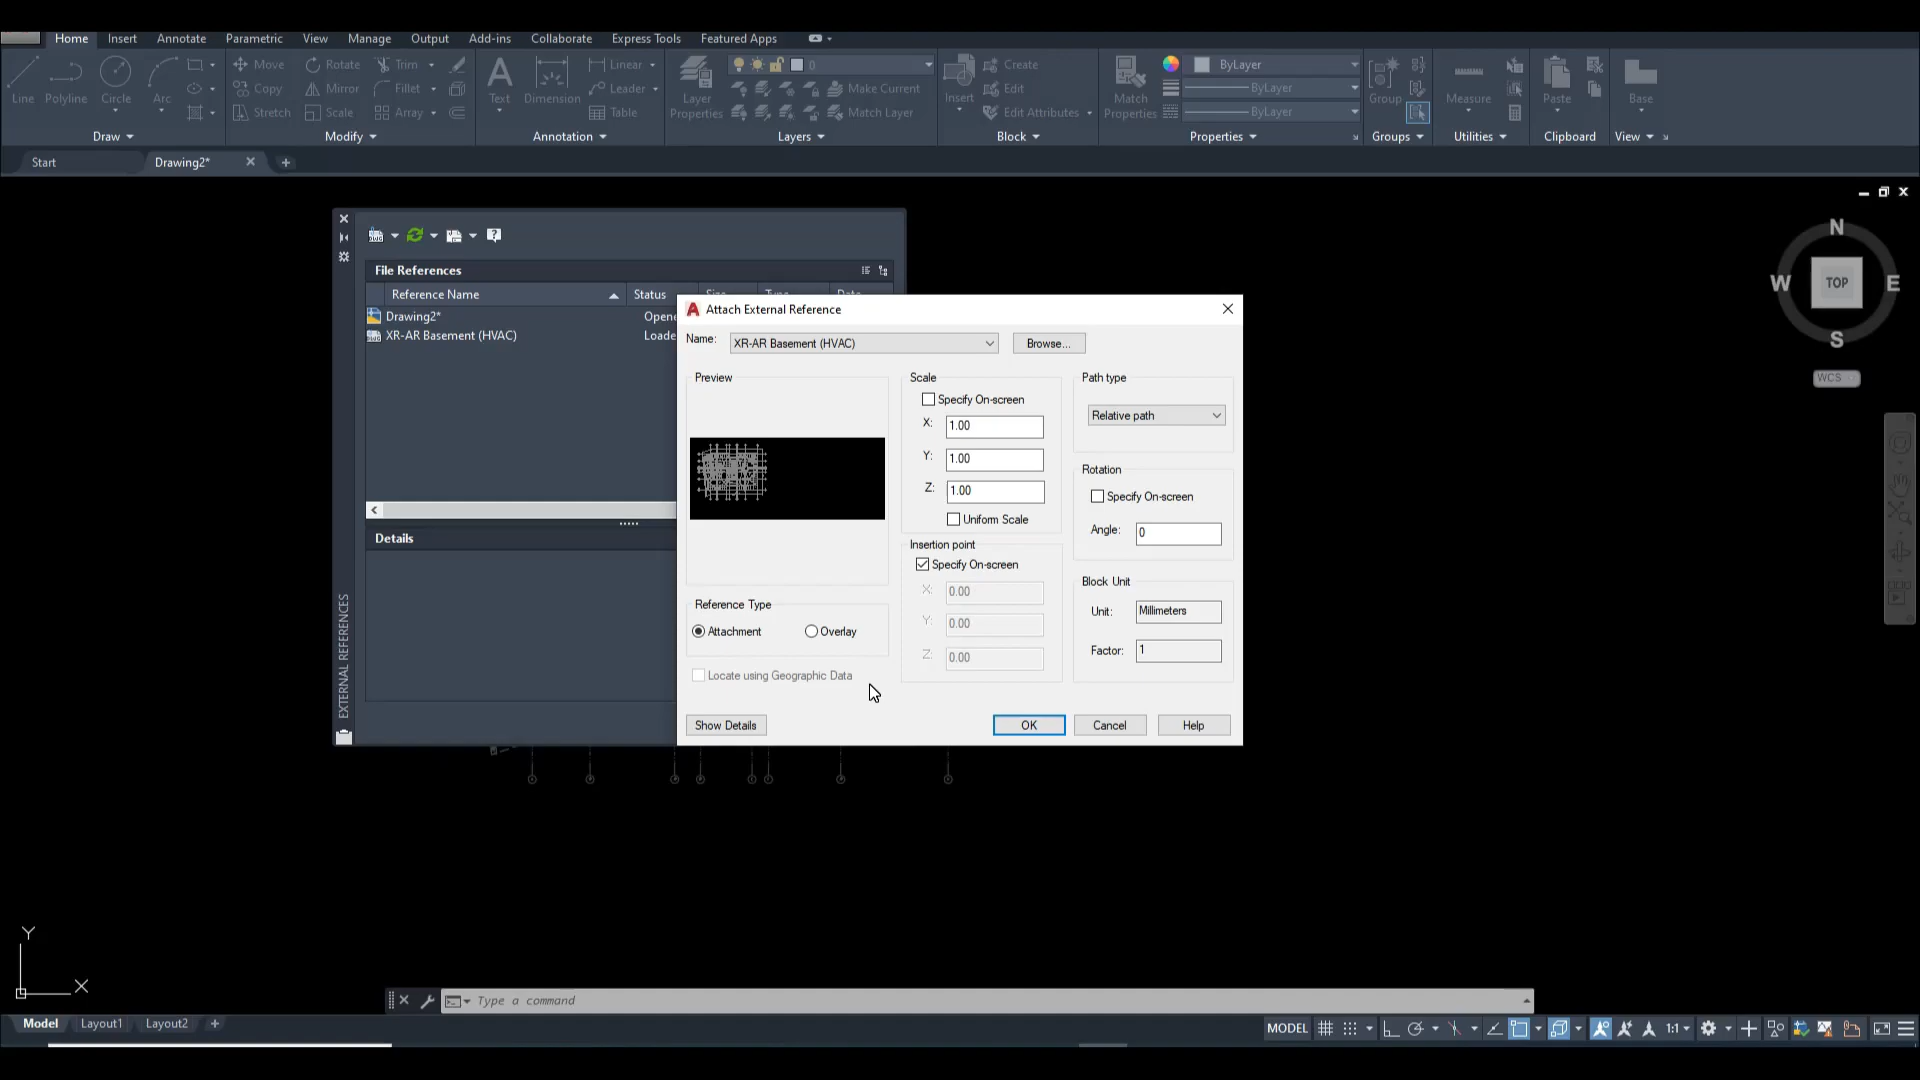 Home Insert Annotate Parametric View Manage Output Add-ins Collaborate Express Tools Featured Apps
Line Polyline Circle Arc
Move Rotate Trim
Copy Mirror Fillet
Stretch Scale Array
Text Dimension
Linear
Leader
Table
Layer Properties
0
Make Current
Match Layer
Insert
Create
Edit
Edit Attributes
Match Properties
ByLayer
ByLayer
ByLayer
Group
Measure
Paste
Base
Draw Modify Annotation Layers Block Properties Groups Utilities Clipboard View
Start Drawing2*
N
W TOP E
S
WCS
File References
Reference Name Status
Drawing2* Opene
XR-AR Basement (HVAC) Loade
Details
EXTERNAL REFERENCES
Attach External Reference
Name: XR-AR Basement (HVAC) Browse...
Preview
Scale
Specify On-screen
X: 1.00
Y: 1.00
Z: 1.00
Uniform Scale
Path type
Relative path
Rotation
Specify On-screen
Angle: 0
Insertion point
Specify On-screen
X: 0.00
Y: 0.00
Z: 0.00
Block Unit
Unit: Millimeters
Factor: 1
Reference Type
Attachment Overlay
Locate using Geographic Data
Show Details OK Cancel Help
Y
X
Type a command
Model Layout1 Layout2
MODEL 1:1